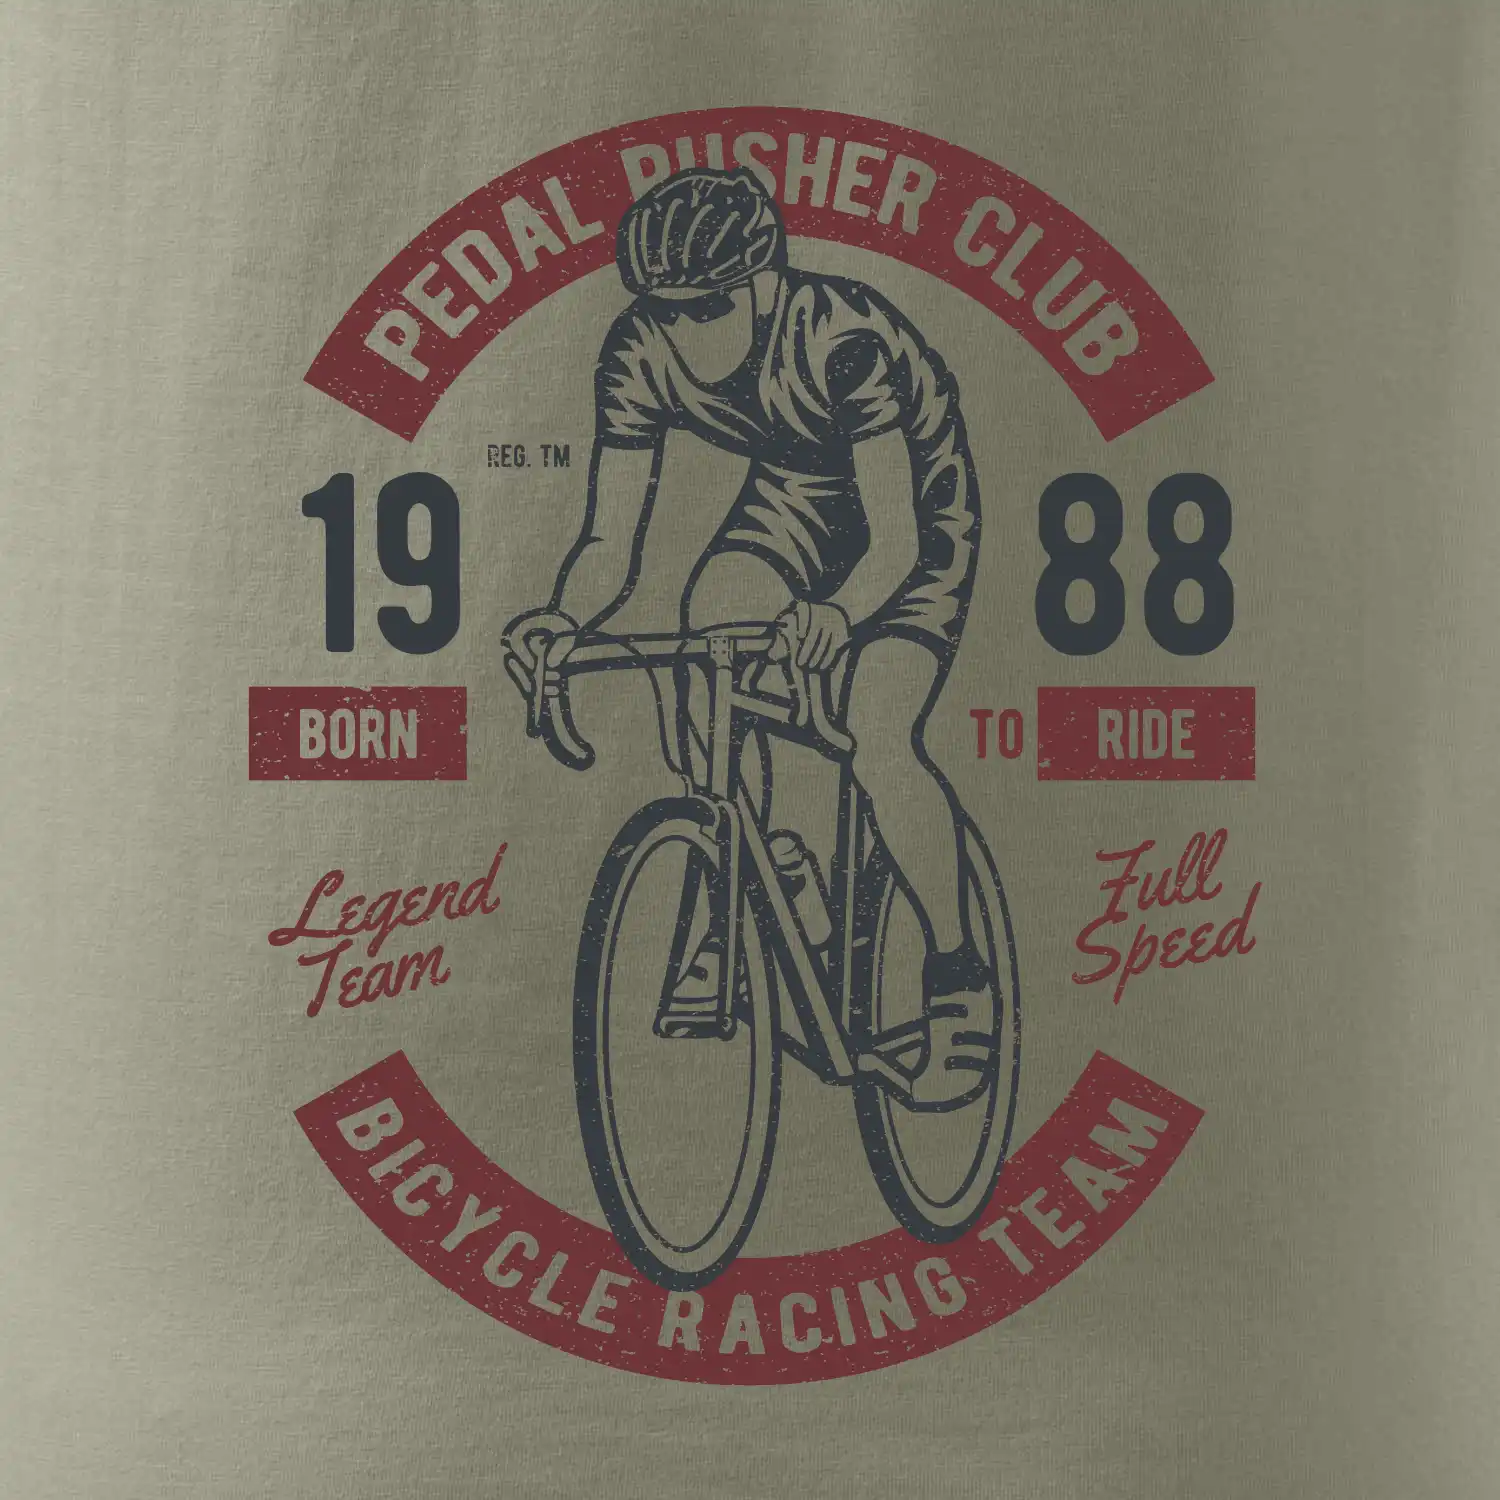 PEDAL PUSHER CLUB
REG. TM
19 88
BORN TO RIDE
Legend
Team
Full
Speed
BICYCLE RACING TEAM